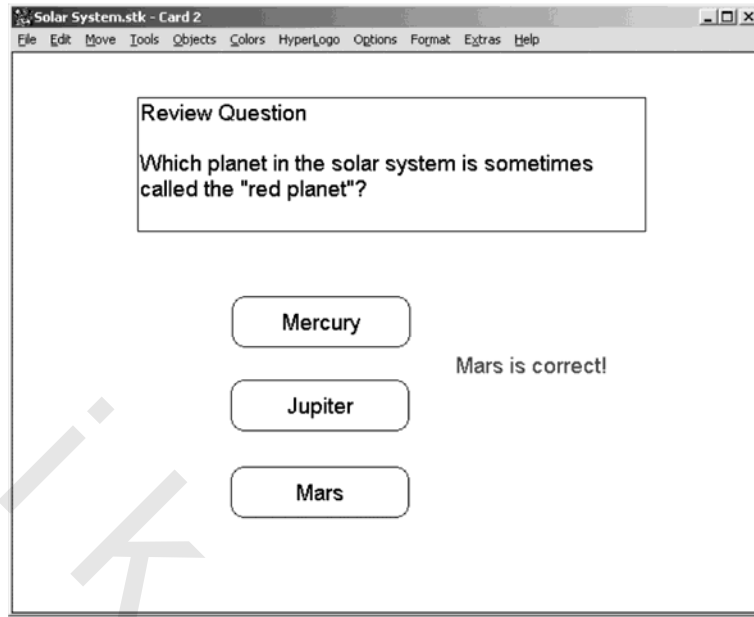 Solar System.stk - Card 2
File Edit Move Tools Objects Colors HyperLogo Options Format Extras Help
Review Question
Which planet in the solar system is sometimes
called the "red planet"?
Mercury
Mars is correct!
Jupiter
Mars
i k